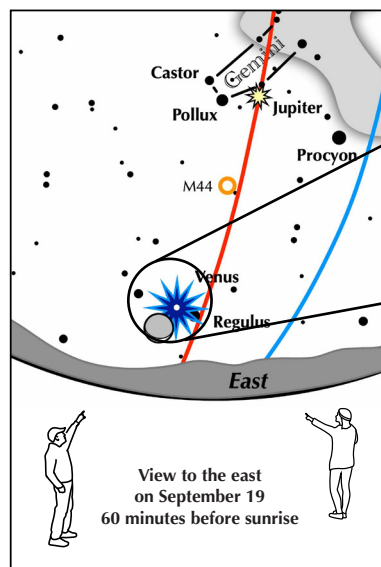 Gemini
Castor
Pollux
Jupiter
Procyon
M44
Venus
Regulus
East
View to the east
on September 19
60 minutes before sunrise